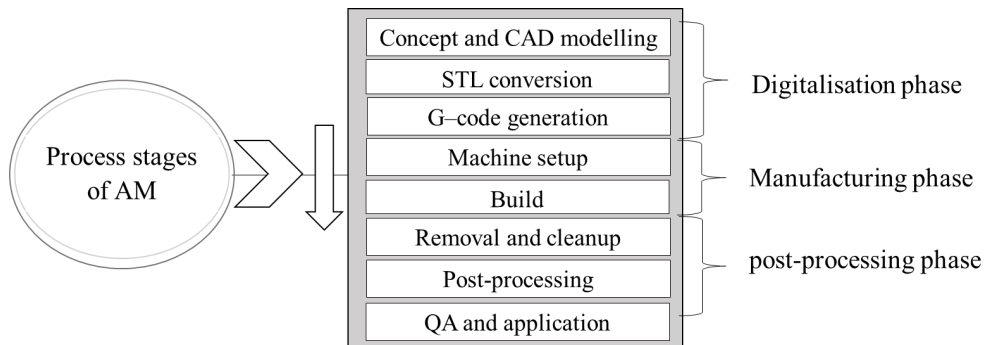 Process stages
of AM
Concept and CAD modelling
STL conversion
G–code generation
Machine setup
Build
Removal and cleanup
Post-processing
QA and application
Digitalisation phase
Manufacturing phase
post-processing phase